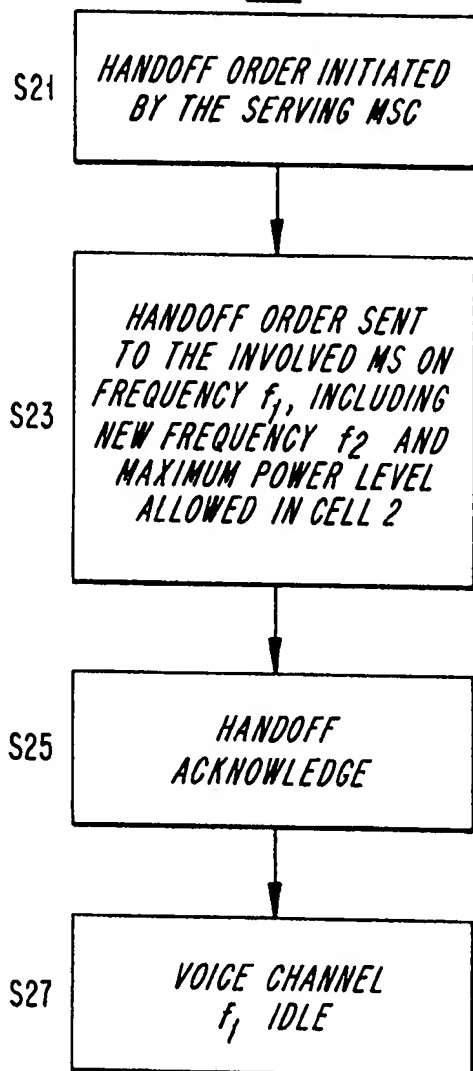 S21
HANDOFF ORDER INITIATED
BY THE SERVING MSC
S23
HANDOFF ORDER SENT
TO THE INVOLVED MS ON
FREQUENCY f1, INCLUDING
NEW FREQUENCY f2 AND
MAXIMUM POWER LEVEL
ALLOWED IN CELL 2
S25
HANDOFF
ACKNOWLEDGE
S27
VOICE CHANNEL
f1 IDLE